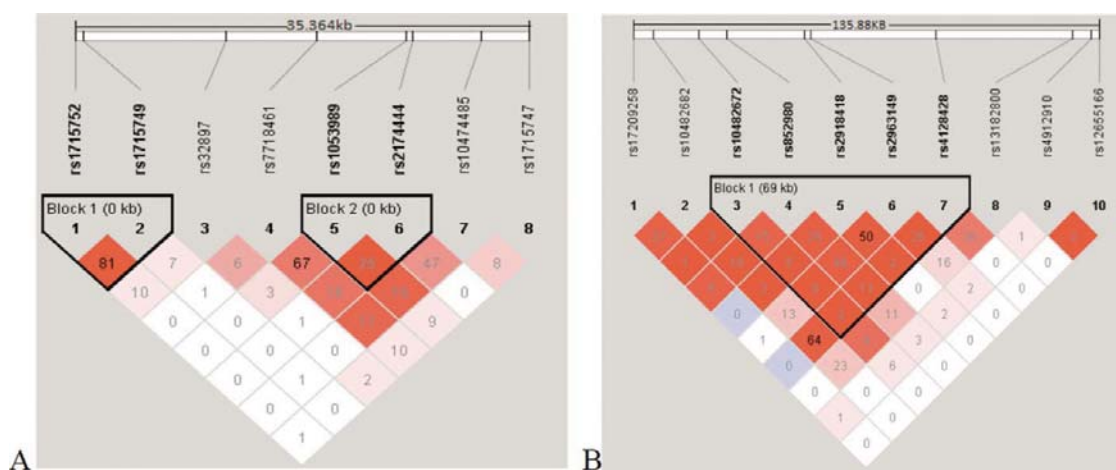 35.364kb
rs1715752
rs1715749
rs32897
rs7718461
rs1053989
rs2174444
rs10474485
rs1715747
Block 1 (0 kb)
Block 2 (0 kb)
1 2 3 4 5 6 7 8
81 7 6 67 47 8
10 1 3 0
0 0 1 9
0 0 10
0 1 2
0 0
1
A
135.88KB
rs17209258
rs10482682
rs10482672
rs852980
rs2918418
rs2963149
rs4128428
rs13182800
rs4912910
rs12655166
Block 1 (69 kb)
1 2 3 4 5 6 7 8 9 10
50 1
16 0 0
0 2 0
0 13 11 2 0
1 64 3 0
0 23 6 0
0 0 0
1 0
0
B